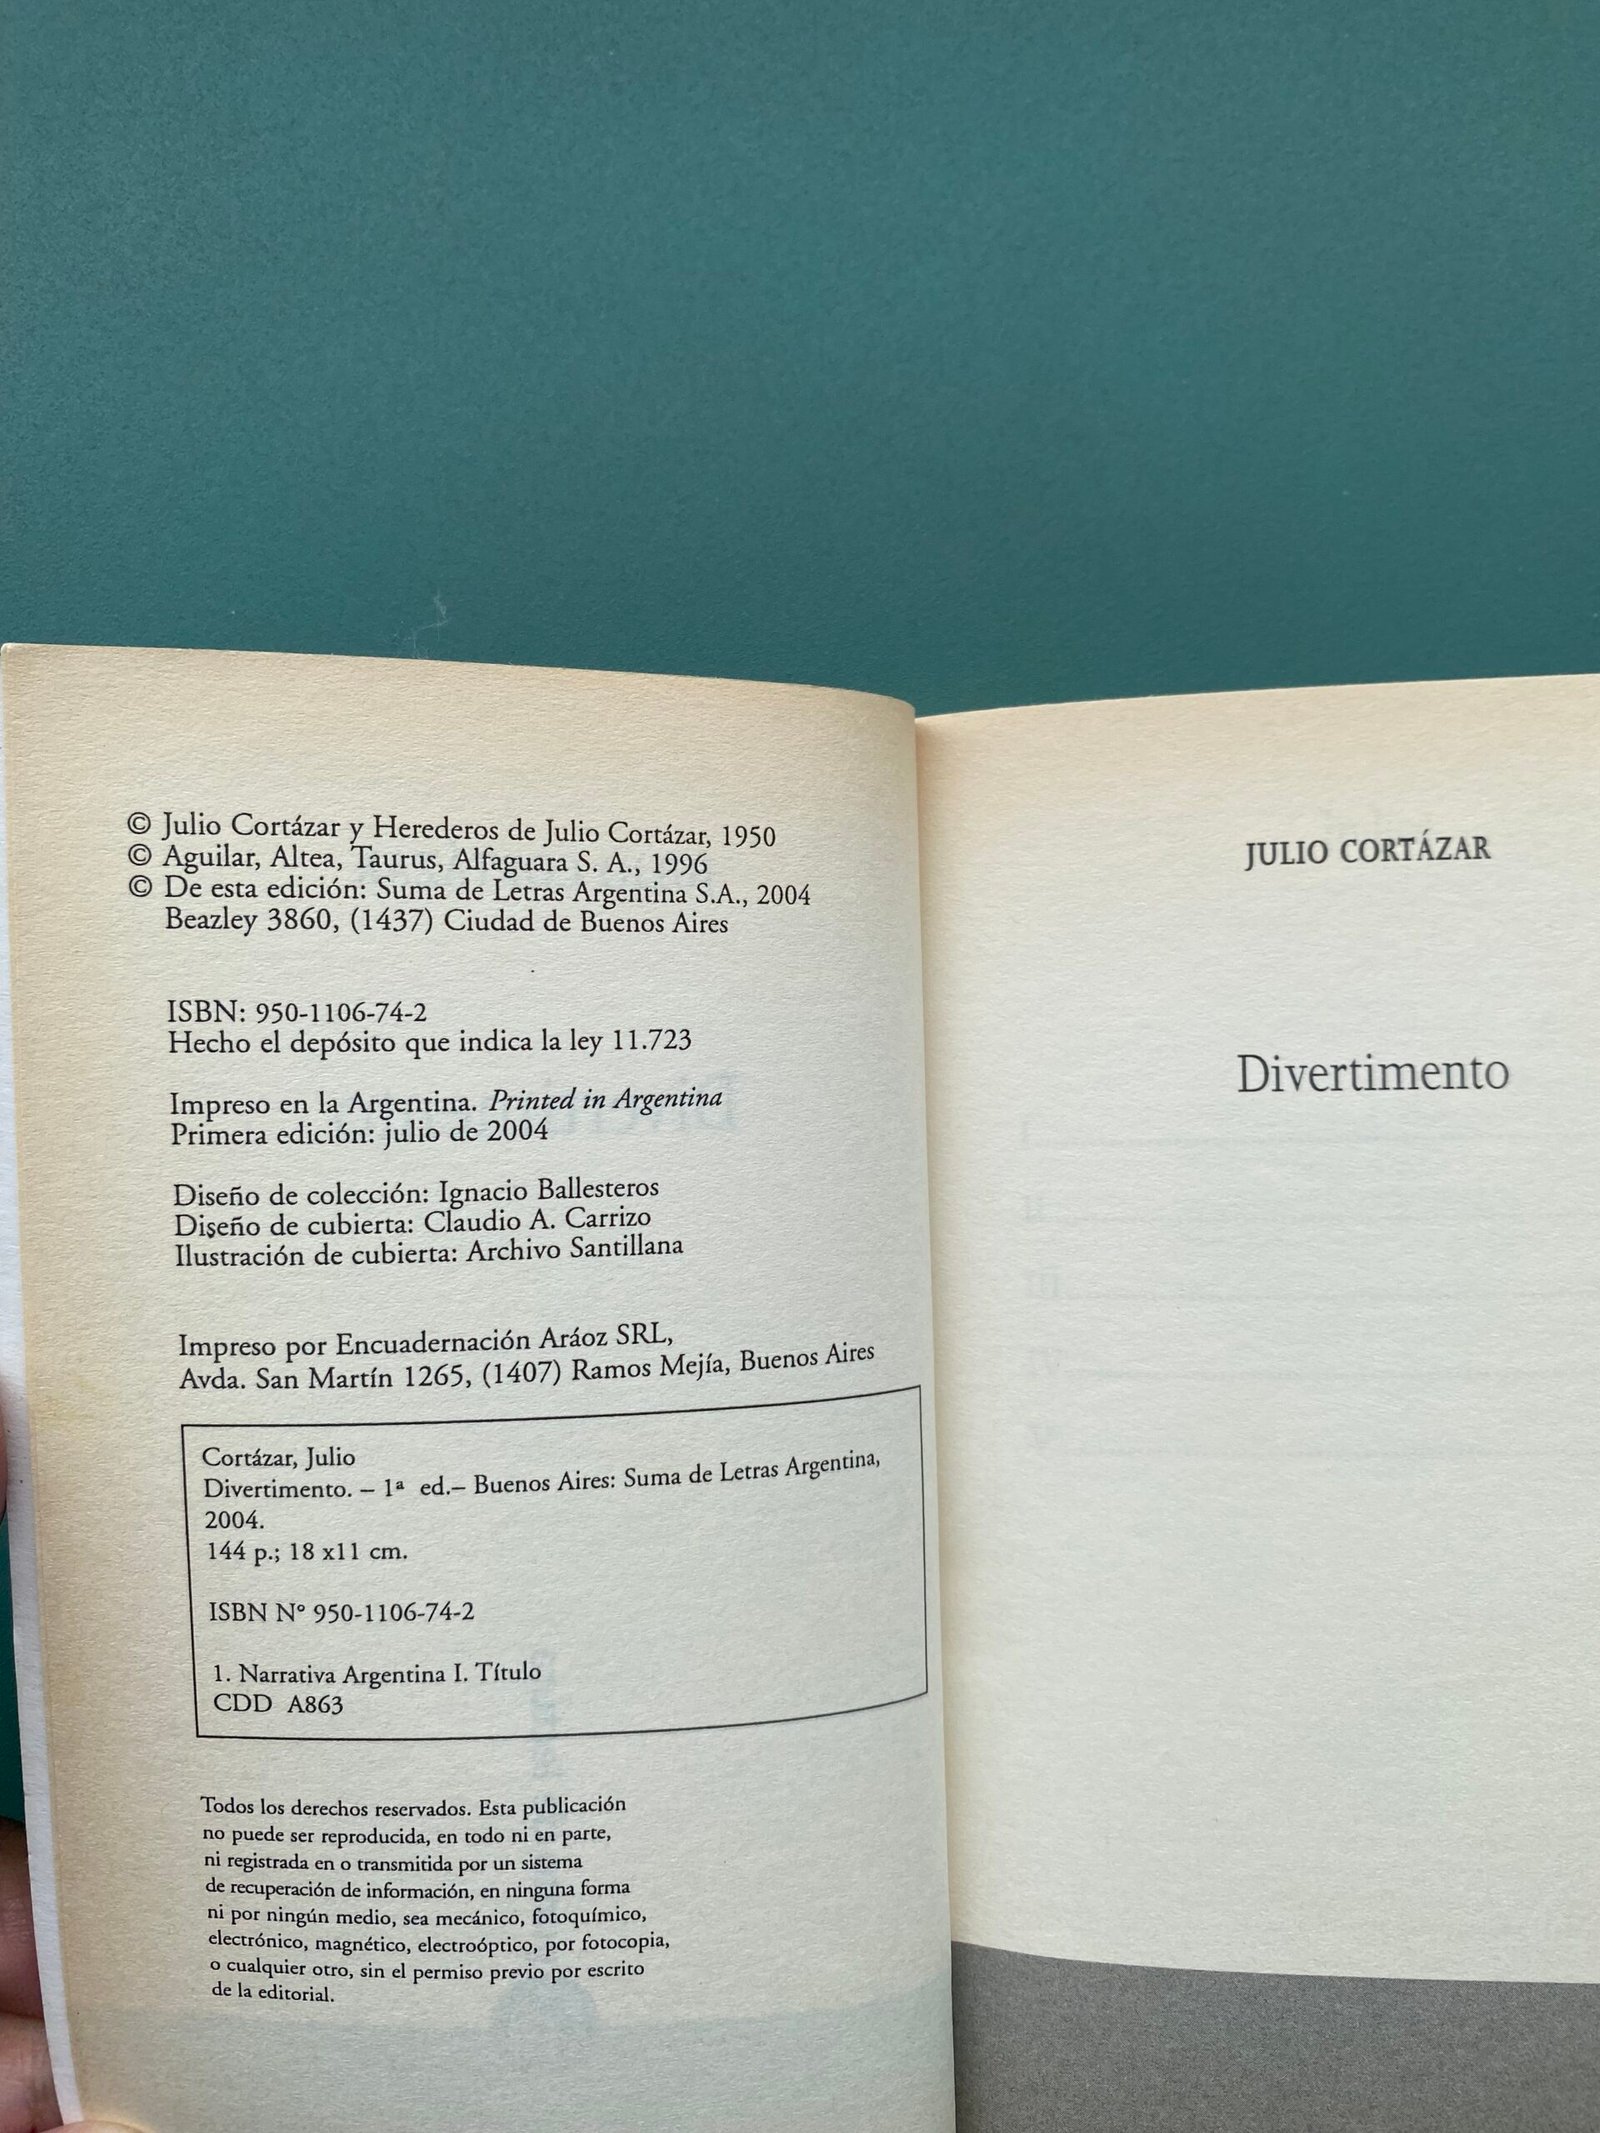 © Julio Cortázar y Herederos de Julio Cortázar, 1950
© Aguilar, Altea, Taurus, Alfaguara S. A., 1996
© De esta edición: Suma de Letras Argentina S.A., 2004
Beazley 3860, (1437) Ciudad de Buenos Aires
ISBN: 950-1106-74-2
Hecho el depósito que indica la ley 11.723
Impreso en la Argentina. Printed in Argentina
Primera edición: julio de 2004
Diseño de colección: Ignacio Ballesteros
Diseño de cubierta: Claudio A. Carrizo
Ilustración de cubierta: Archivo Santillana
Impreso por Encuadernación Aráoz SRL,
Avda. San Martín 1265, (1407) Ramos Mejía, Buenos Aires
Cortázar, Julio
Divertimento. – 1ª ed.– Buenos Aires: Suma de Letras Argentina,
2004.
144 p.; 18 x11 cm.
ISBN Nº 950-1106-74-2
1. Narrativa Argentina I. Título
CDD A863
Todos los derechos reservados. Esta publicación
no puede ser reproducida, en todo ni en parte,
ni registrada en o transmitida por un sistema
de recuperación de información, en ninguna forma
ni por ningún medio, sea mecánico, fotoquímico,
electrónico, magnético, electroóptico, por fotocopia,
o cualquier otro, sin el permiso previo por escrito
de la editorial.
JULIO CORTÁZAR
Divertimento